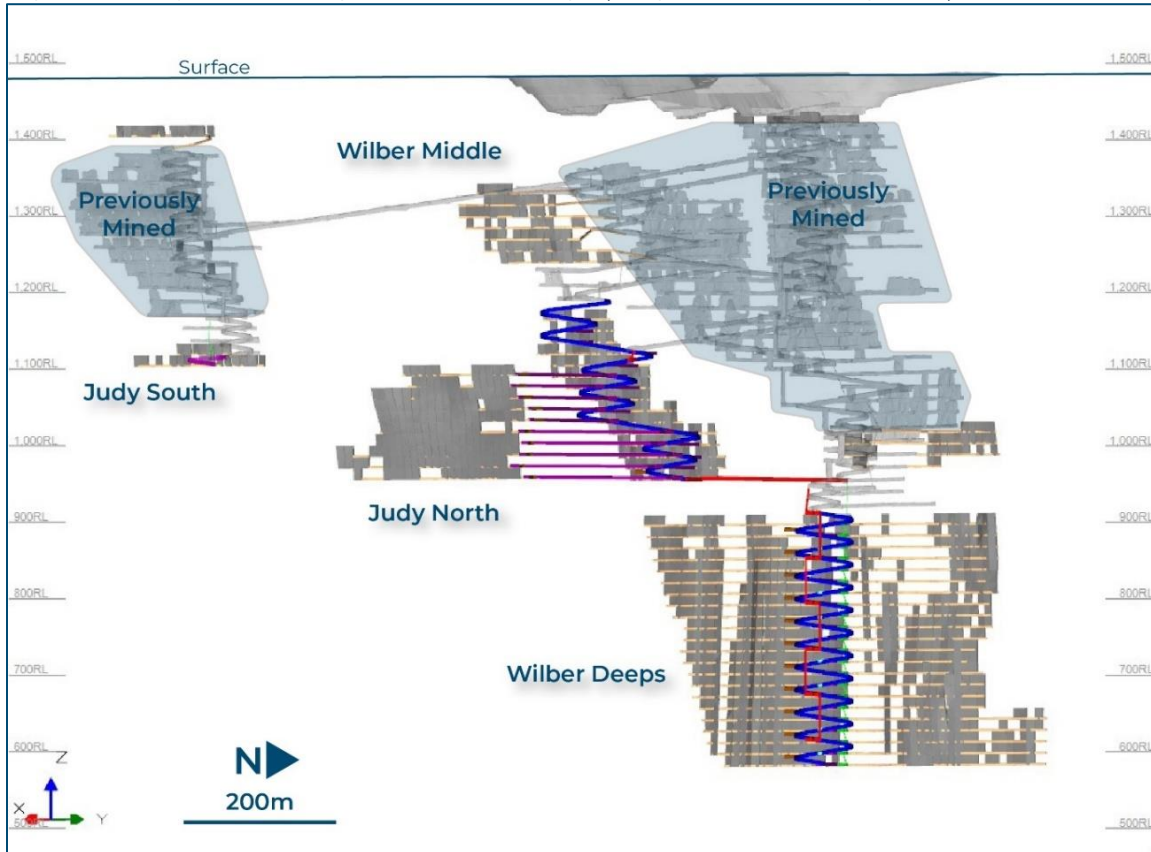 1,500RL
1,500RL
Surface
1,400RL
1,400RL
Wilber Middle
Previously
Mined
Previously
Mined
1,300RL
1,300RL
1,200RL
1,200RL
1,100RL
1,100RL
Judy South
1,000RL
1,000RL
Judy North
900RL
900RL
800RL
800RL
700RL
700RL
Wilber Deeps
600RL
600RL
N
Z
X
Y
200m
500RL
500RL